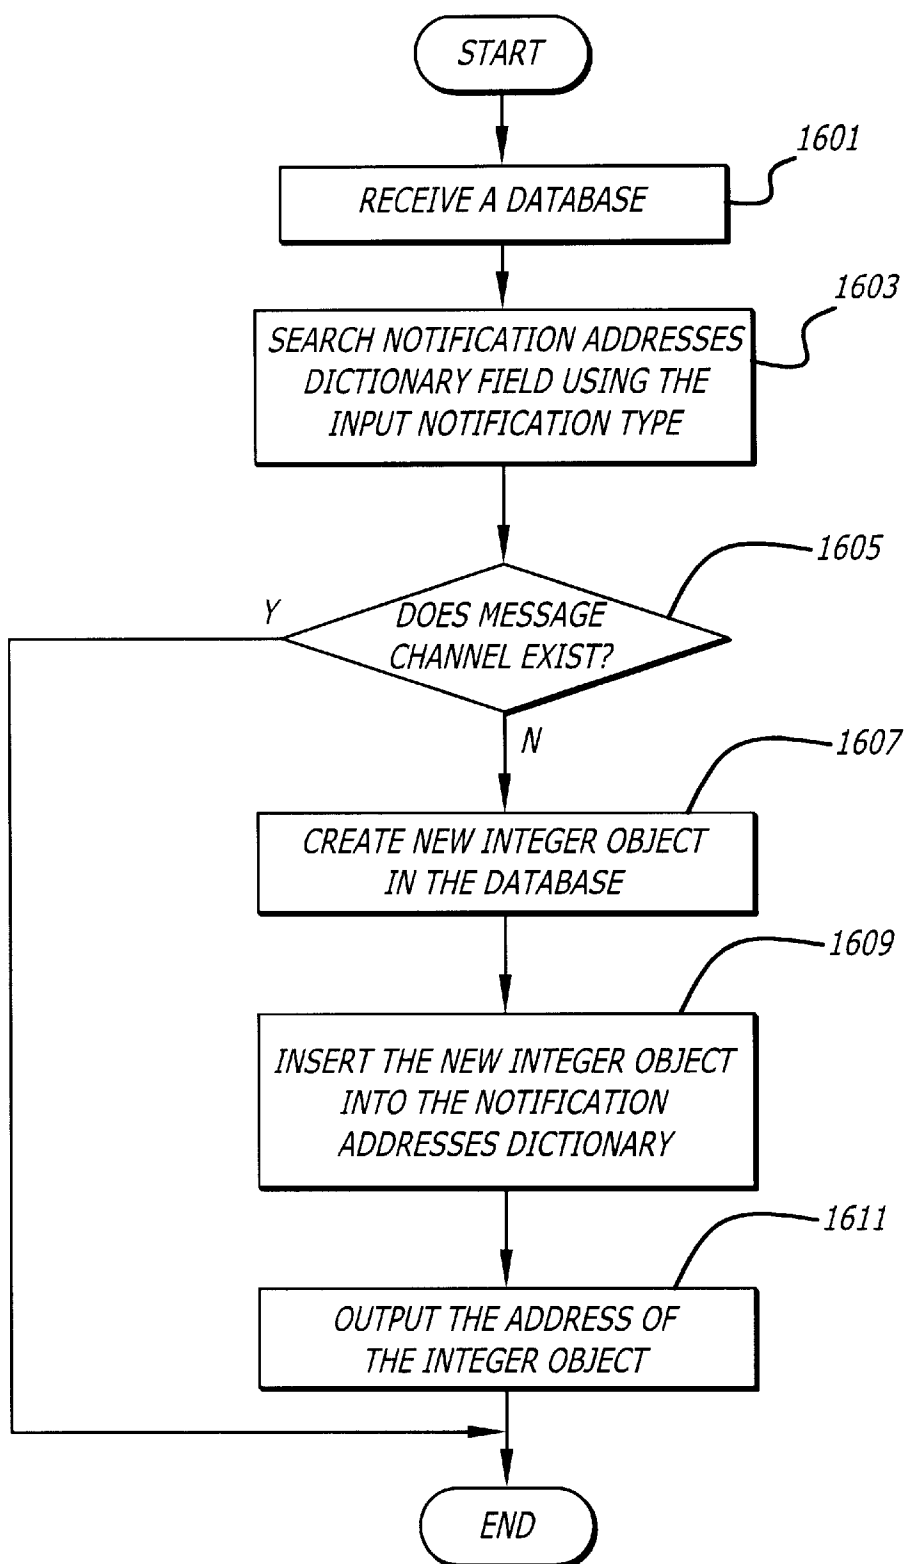 START
1601
RECEIVE A DATABASE
1603
SEARCH NOTIFICATION ADDRESSES
DICTIONARY FIELD USING THE
INPUT NOTIFICATION TYPE
1605
Y
DOES MESSAGE
CHANNEL EXIST?
N
1607
CREATE NEW INTEGER OBJECT
IN THE DATABASE
1609
INSERT THE NEW INTEGER OBJECT
INTO THE NOTIFICATION
ADDRESSES DICTIONARY
1611
OUTPUT THE ADDRESS OF
THE INTEGER OBJECT
END